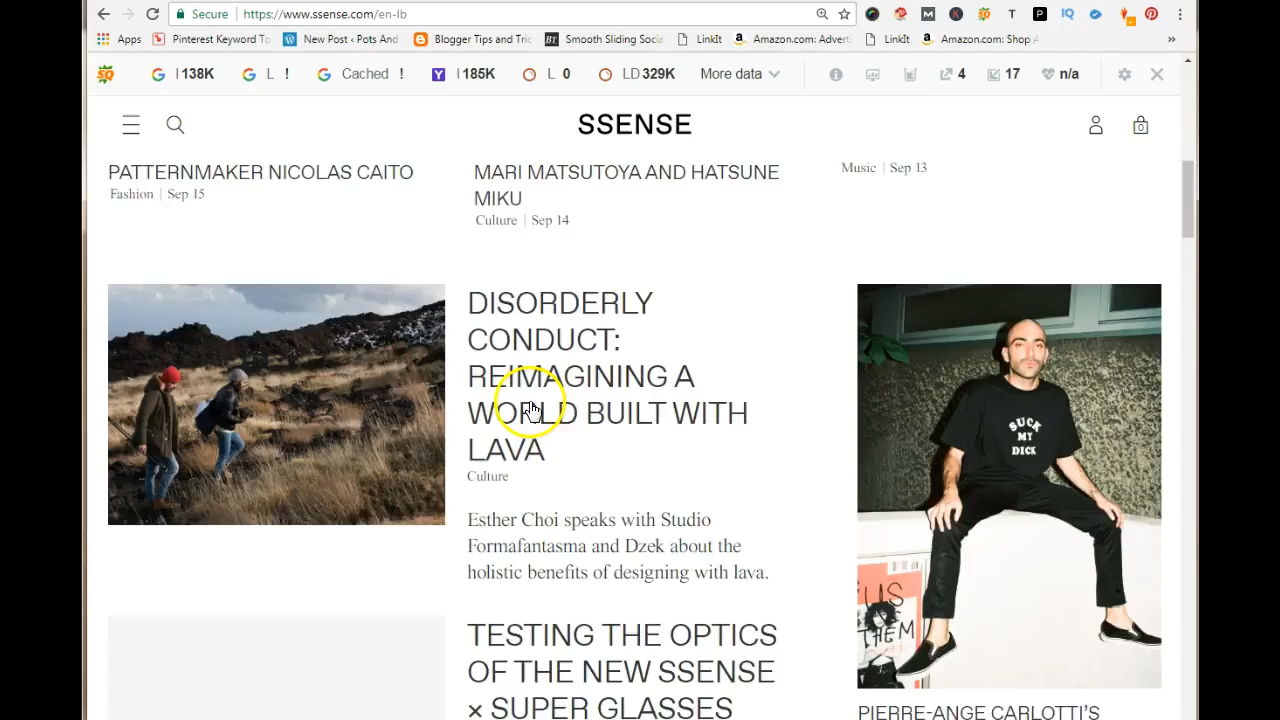 Secure | https://www.ssense.com/en-lb
Apps Pinterest Keyword To New Post ‹ Pots And Blogger Tips and Tric Smooth Sliding Socia LinkIt Amazon.com: Adverti LinkIt Amazon.com: Shop A »
I 138K L ! Cached ! I 185K L 0 LD 329K More data 4 17 n/a
SSENSE
0
PATTERNMAKER NICOLAS CAITO
Fashion | Sep 15
MARI MATSUTOYA AND HATSUNE
MIKU
Culture | Sep 14
Music | Sep 13
DISORDERLY
CONDUCT:
REIMAGINING A
WORLD BUILT WITH
LAVA
Culture
Esther Choi speaks with Studio
Formafantasma and Dzek about the
holistic benefits of designing with lava.
SUCK
MY
DICK
US
THEM
TESTING THE OPTICS
OF THE NEW SSENSE
× SUPER GLASSES
PIERRE-ANGE CARLOTTI'S